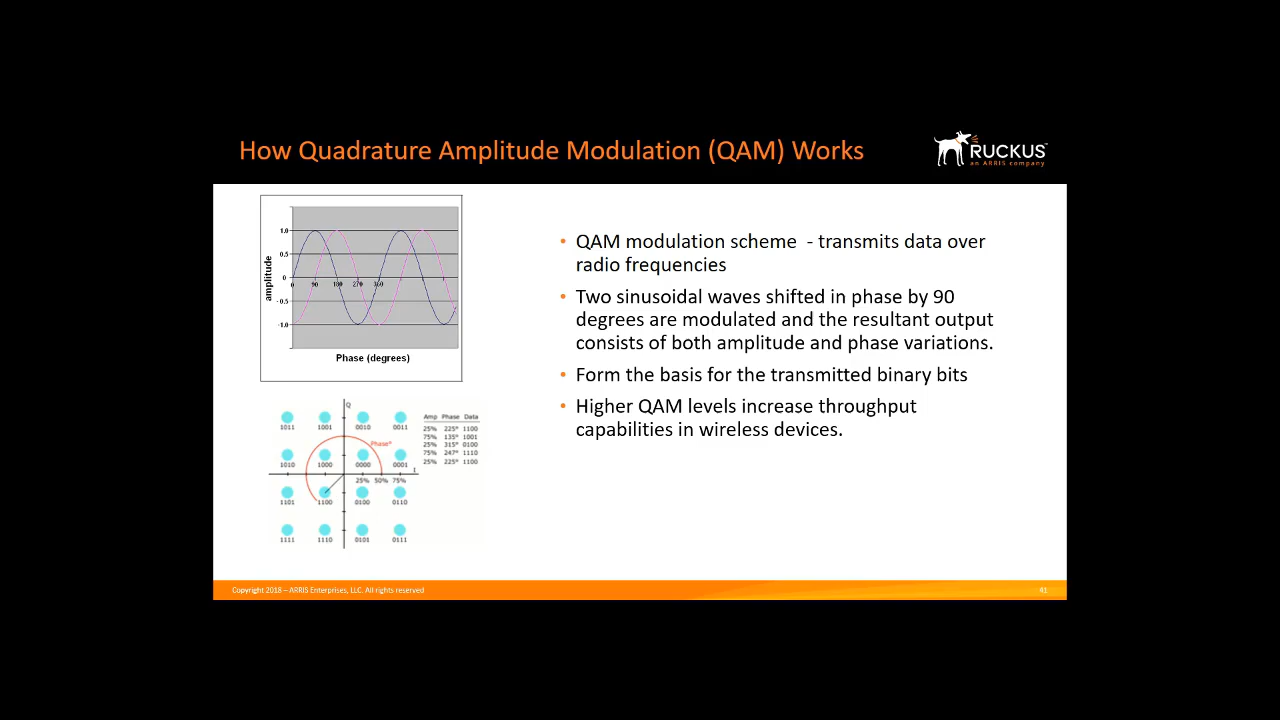 How Quadrature Amplitude Modulation (QAM) Works
RUCKUS™
an ARRIS company
amplitude
1.0
0.5
0
-0.5
-1.0
0 90 180 270 360
Phase (degrees)
• QAM modulation scheme - transmits data over
radio frequencies
• Two sinusoidal waves shifted in phase by 90
degrees are modulated and the resultant output
consists of both amplitude and phase variations.
• Form the basis for the transmitted binary bits
• Higher QAM levels increase throughput
capabilities in wireless devices.
Q
1011 1001 0010 0011
Phase°
1010 1000 0000 0001
I
25% 50% 75%
1101 1100 0100 0110
1111 1110 0101 0111
Amp Phase Data
25% 225° 1100
75% 135° 1001
25% 315° 0100
75% 247° 1110
25% 225° 1100
Copyright 2018 – ARRIS Enterprises, LLC. All rights reserved
41